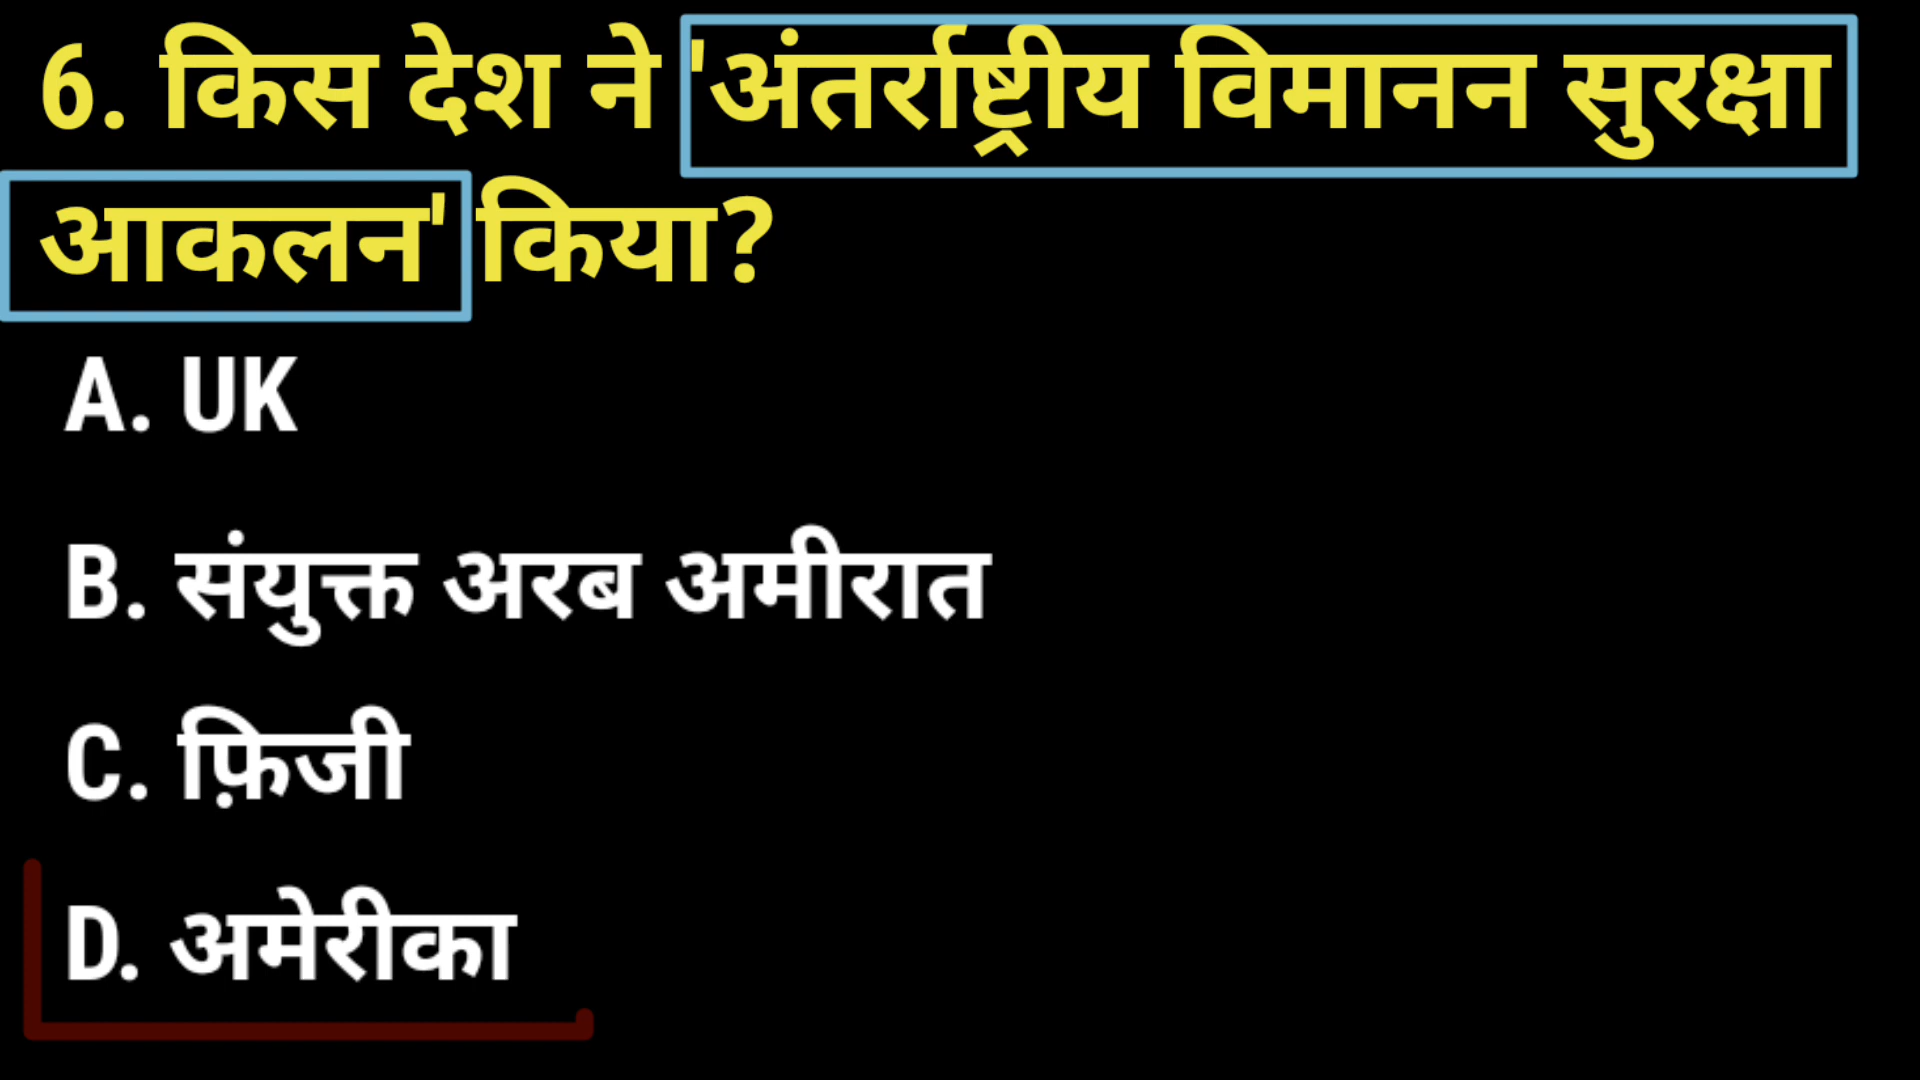 6. किस देश ने 'अंतर्राष्ट्रीय विमानन सुरक्षा
आकलन' किया?
A. UK
B. संयुक्त अरब अमीरात
C. फ़िजी
D. अमेरीका